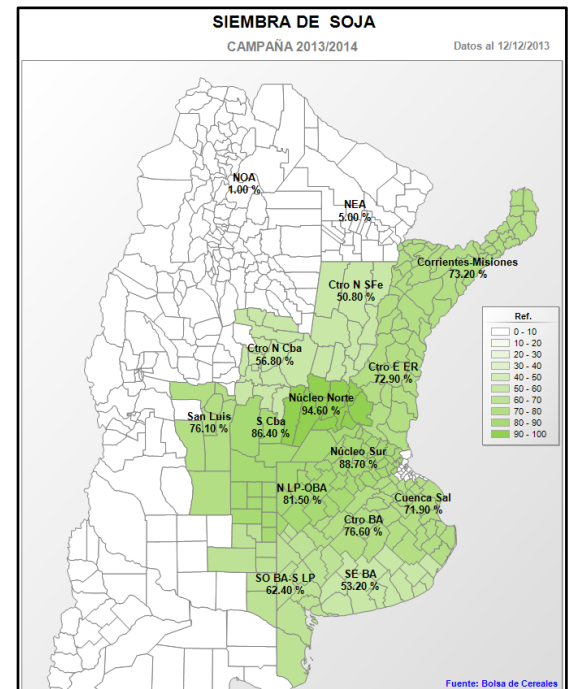 SIEMBRA DE SOJA
CAMPAÑA 2013/2014
Datos al 12/12/2013
NOA
1.00 %
NEA
5.00 %
Corrientes-Misiones
73.20 %
Ctro N SFe
50.80 %
Ref.
0 - 10
10 - 20
20 - 30
30 - 40
40 - 50
50 - 60
60 - 70
70 - 80
80 - 90
90 - 100
Ctro N Cba
56.80 %
Ctro E ER
72.90 %
Núcleo Norte
94.60 %
San Luis
76.10 %
S Cba
86.40 %
Núcleo Sur
88.70 %
N LP-OBA
81.50 %
Cuenca Sal
71.90 %
Ctro BA
76.60 %
SO BA-S LP
62.40 %
SE BA
53.20 %
Fuente: Bolsa de Cereales